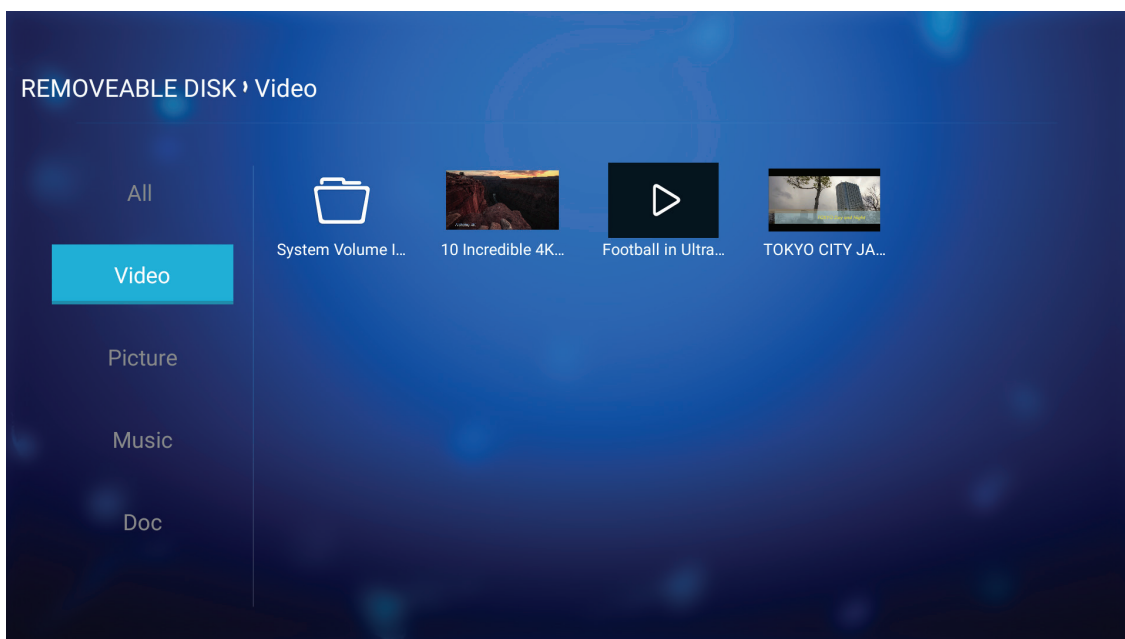 REMOVEABLE DISK Video
All
Video
Picture
Music
Doc
System Volume I...
10 Incredible 4K...
Football in Ultra...
TOKYO CITY JA...